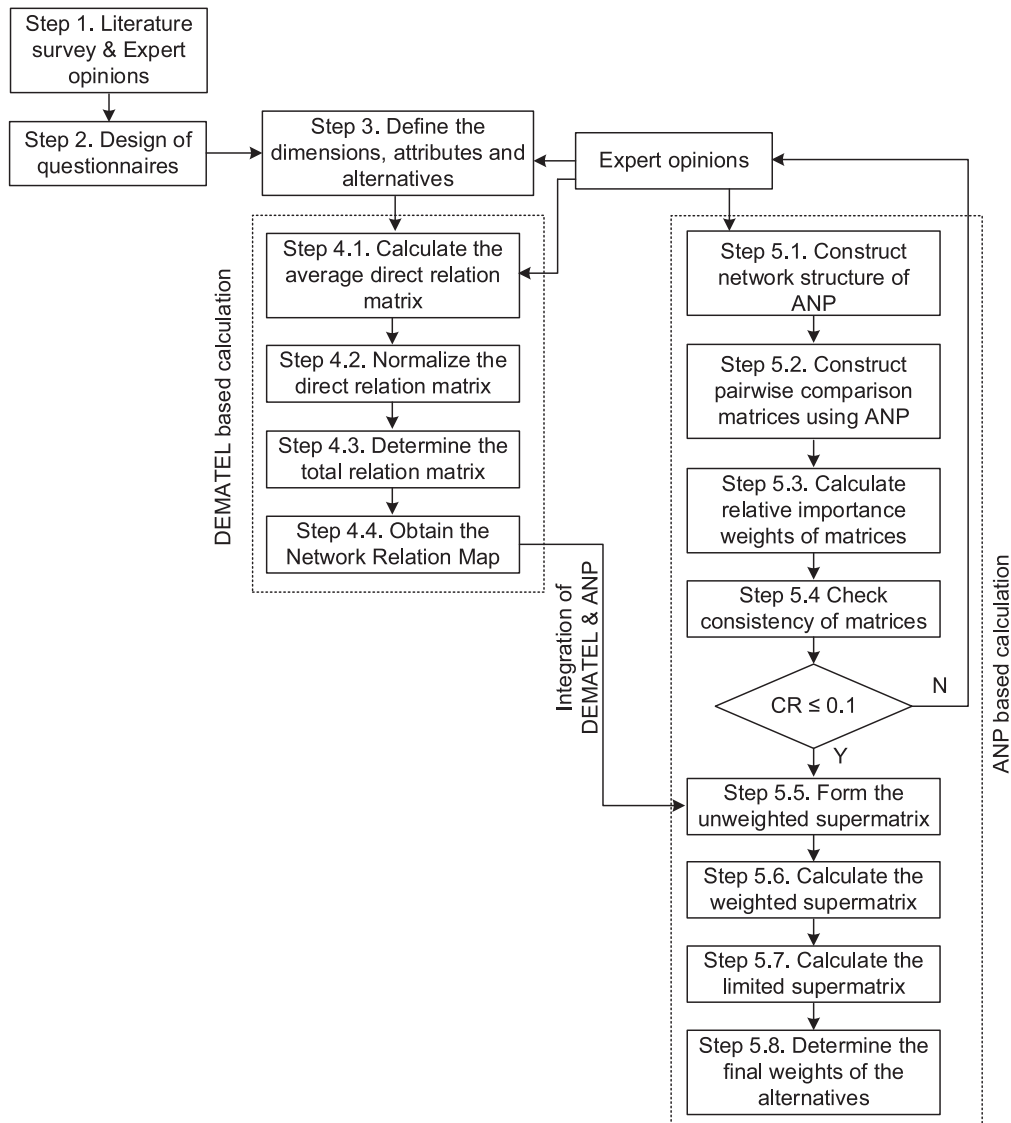 Step 1. Literature
survey & Expert
opinions
Step 2. Design of
questionnaires
Step 3. Define the
dimensions, attributes and
alternatives
Expert opinions
DEMATEL based calculation
Step 4.1. Calculate the
average direct relation
matrix
Step 4.2. Normalize the
direct relation matrix
Step 4.3. Determine the
total relation matrix
Step 4.4. Obtain the
Network Relation Map
Integration of
DEMATEL & ANP
ANP based calculation
Step 5.1. Construct
network structure of
ANP
Step 5.2. Construct
pairwise comparison
matrices using ANP
Step 5.3. Calculate
relative importance
weights of matrices
Step 5.4 Check
consistency of matrices
CR ≤ 0.1
N
Y
Step 5.5. Form the
unweighted supermatrix
Step 5.6. Calculate the
weighted supermatrix
Step 5.7. Calculate the
limited supermatrix
Step 5.8. Determine the
final weights of the
alternatives